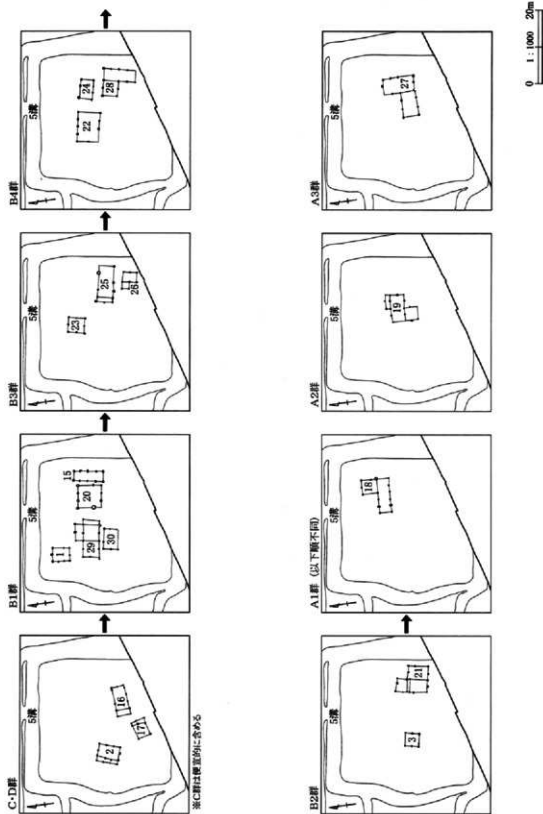 C・D群
5溝
2
16
17
※C群は便宜的に含める
B1群
5溝
1
15
20
29
30
B3群
5溝
23
25
26
B4群
5溝
22
24
28
B2群
5溝
3
21
A1群 (以下順不同)
5溝
18
A2群
5溝
19
A3群
5溝
27
0 1:1000 20m